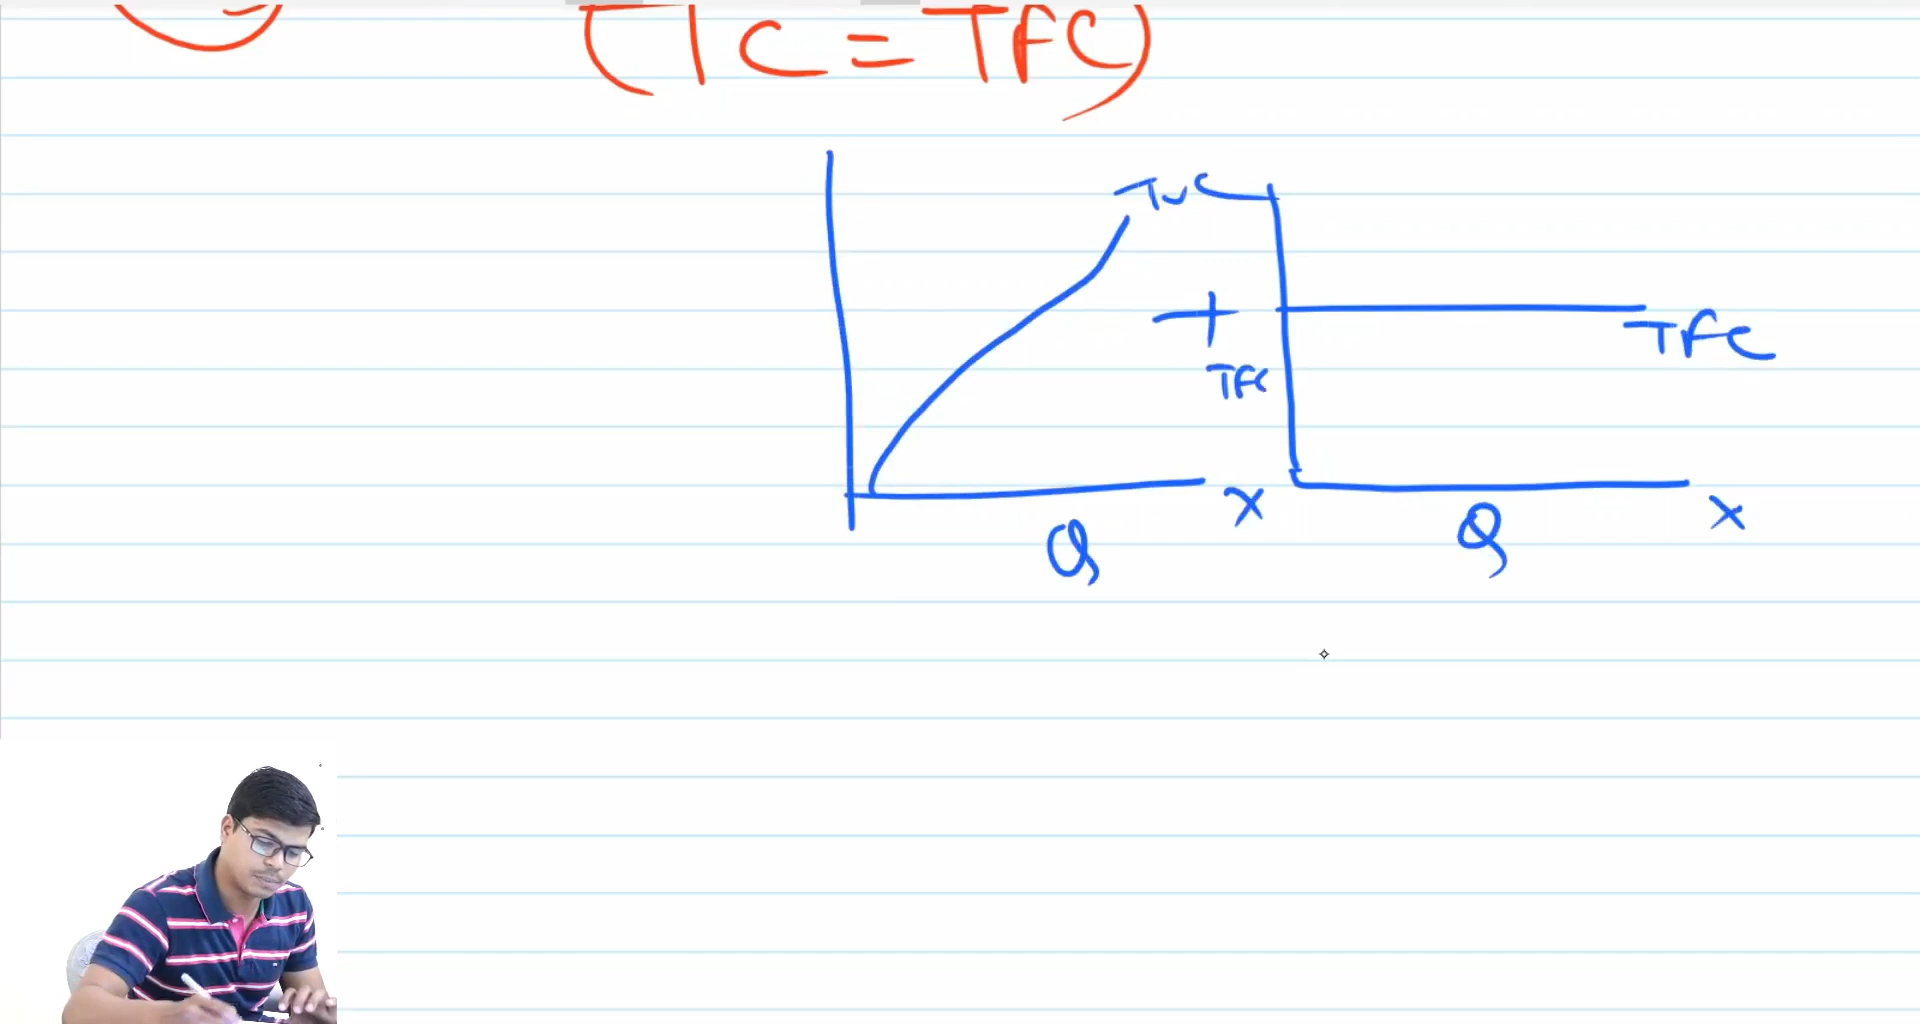 (TC = TFC)
TVC
+
TFC
TFC
Q
X
Q
X